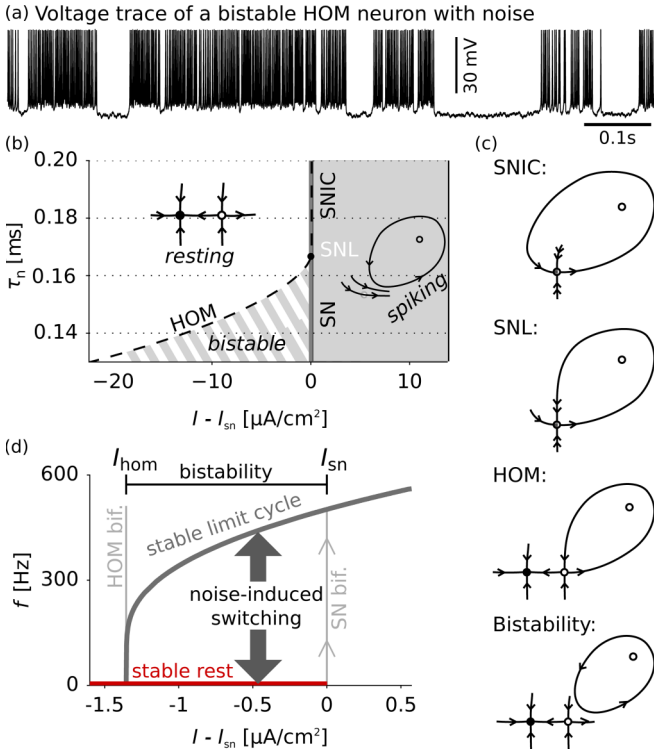 (a) Voltage trace of a bistable HOM neuron with noise
30 mV
0.1s
(b)
0.20
0.18
0.16
0.14
τn [ms]
resting
HOM
bistable
SNIC
SNL
SN
spiking
−20
−10
0
10
I - Isn [μA/cm²]
(c)
SNIC:
SNL:
HOM:
Bistability:
(d)
Ihom
bistability
Isn
600
300
0
f [Hz]
HOM bif.
stable limit cycle
noise-induced
switching
SN bif.
stable rest
-1.5
-1
-0.5
0
0.5
I - Isn [μA/cm²]